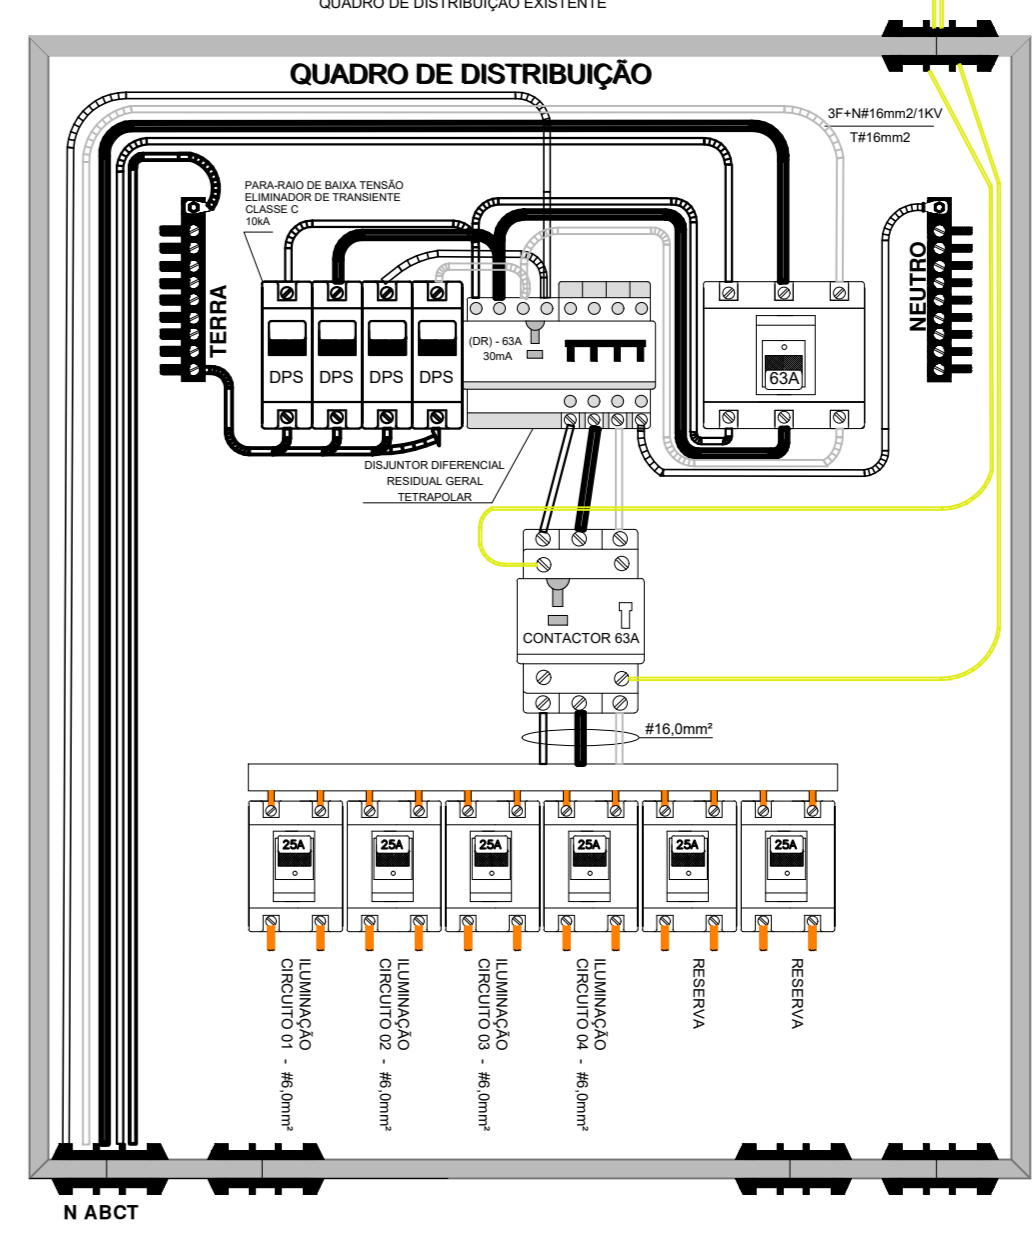 QUADRO DE DISTRIBUIÇÃO EXISTENTE
QUADRO DE DISTRIBUIÇÃO
3F+N#16mm2/1KV
T#16mm2
PARA-RAIO DE BAIXA TENSÃO
ELIMINADOR DE TRANSIENTE
CLASSE C
10kA
TERRA
NEUTRO
(DR) - 63A
30mA
DPS
DPS
DPS
DPS
63A
DISJUNTOR DIFERENCIAL
RESIDUAL GERAL
TETRAPOLAR
CONTACTOR 63A
#16,0mm²
25A
25A
25A
25A
25A
25A
ILUMINAÇÃO
CIRCUITO 01 - #6,0mm²
ILUMINAÇÃO
CIRCUITO 02 - #6,0mm²
ILUMINAÇÃO
CIRCUITO 03 - #6,0mm²
ILUMINAÇÃO
CIRCUITO 04 - #6,0mm²
RESERVA
RESERVA
N ABCT